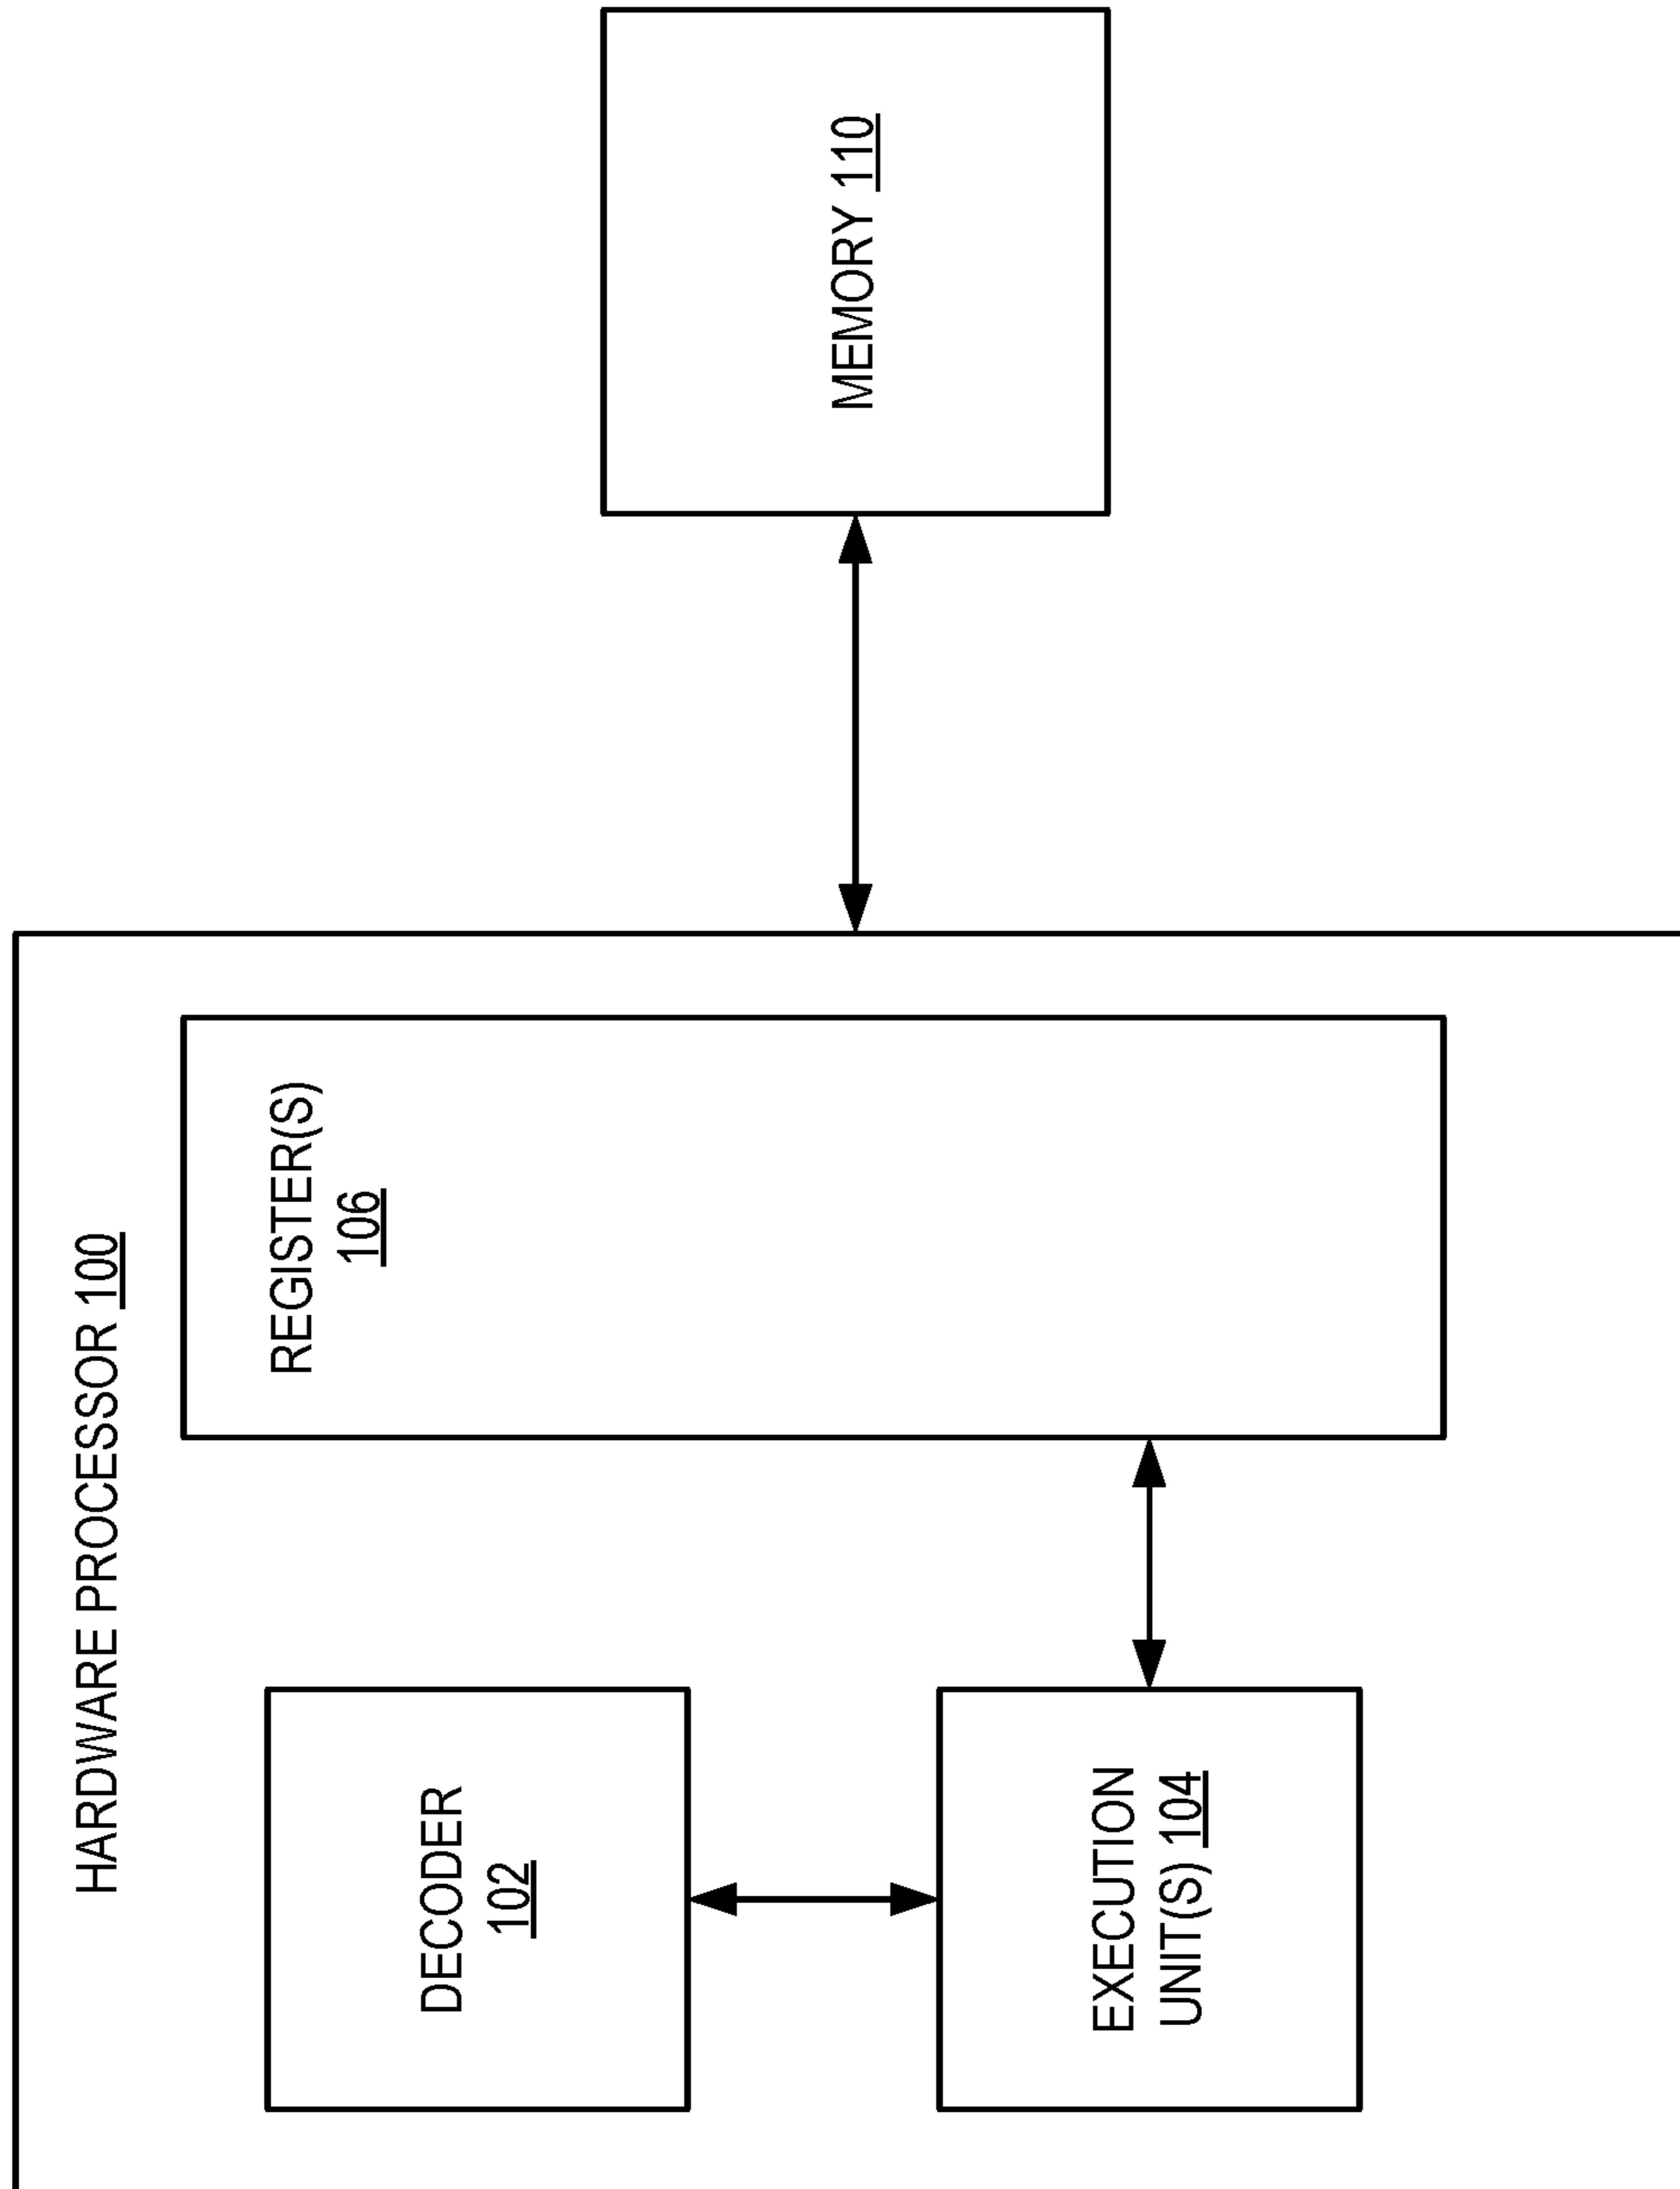 HARDWARE PROCESSOR 100
DECODER
102
EXECUTION
UNIT(S) 104
REGISTER(S)
106
MEMORY 110